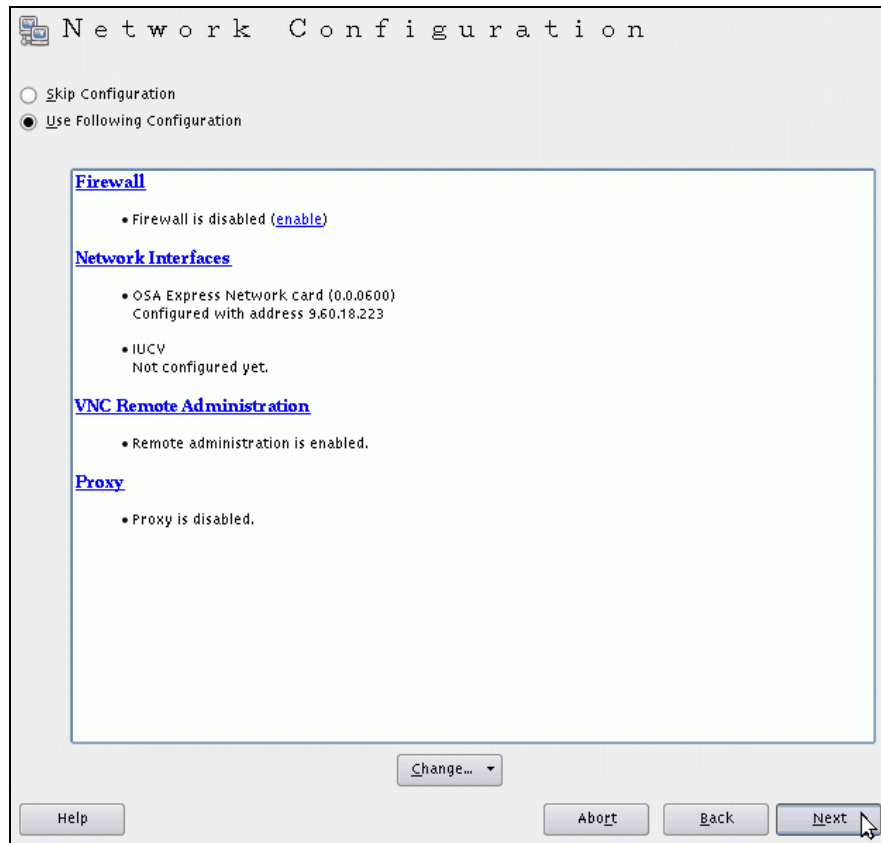 Network Configuration
Skip Configuration
Use Following Configuration
Firewall
• Firewall is disabled (enable)
Network Interfaces
• OSA Express Network card (0.0.0600)
Configured with address 9.60.18.223
• IUCV
Not configured yet.
VNC Remote Administration
• Remote administration is enabled.
Proxy
• Proxy is disabled.
Change...
Help Abort Back Next